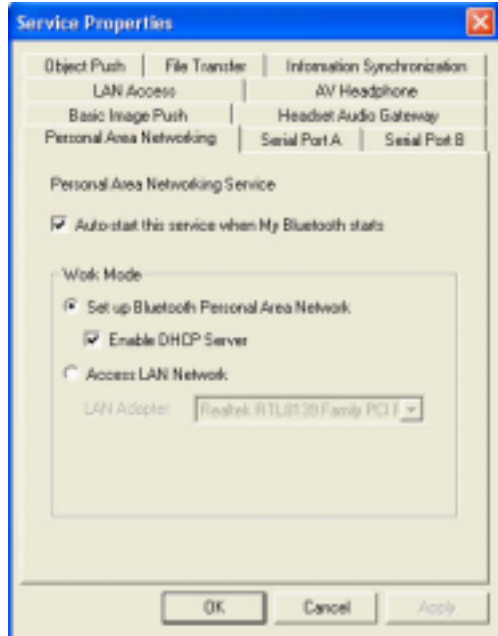 Service Properties
Object Push File Transfer Information Synchronization
LAN Access AV Headphone
Basic Image Push Headset Audio Gateway
Personal Area Networking Serial Port A Serial Port B
Personal Area Networking Service
Auto-start this service when My Bluetooth starts
Work Mode
Set up Bluetooth Personal Area Network
Enable DHCP Server
Access LAN Network
LAN Adapter: Realtek RTL8139 Family PCI F
OK Cancel Apply